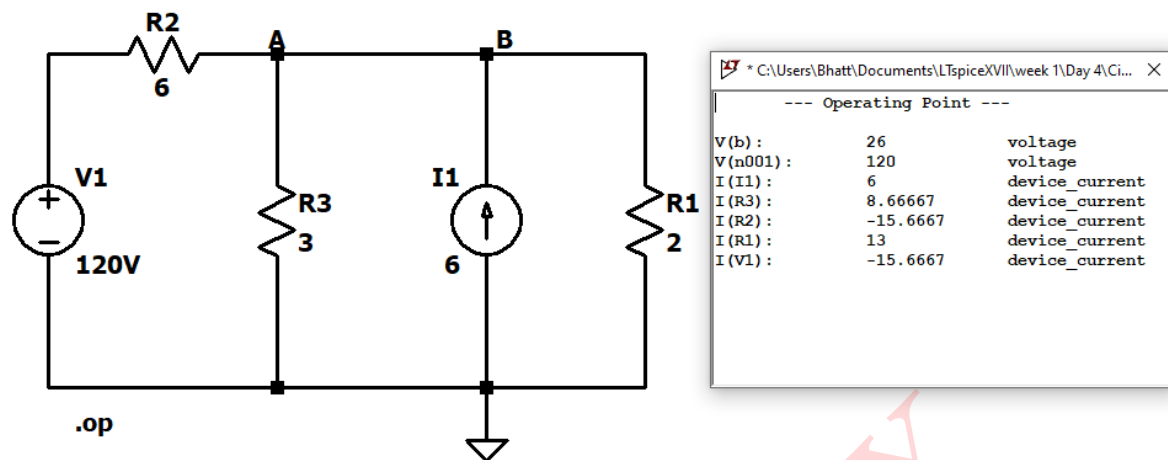 R2
A
B
6
V1
120V
R3
3
I1
6
R1
2
.op
* C:\Users\Bhatt\Documents\LTspiceXVII\week 1\Day 4\Ci...
--- Operating Point ---
V(b): 26 voltage
V(n001): 120 voltage
I(I1): 6 device_current
I(R3): 8.66667 device_current
I(R2): -15.6667 device_current
I(R1): 13 device_current
I(V1): -15.6667 device_current